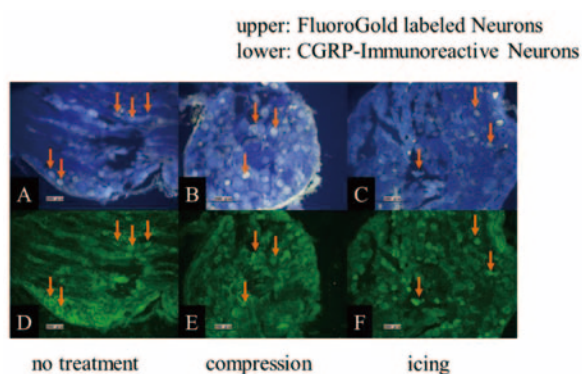 upper: FluoroGold labeled Neurons
lower: CGRP-Immunoreactive Neurons
A
B
C
D
E
F
no treatment
compression
icing